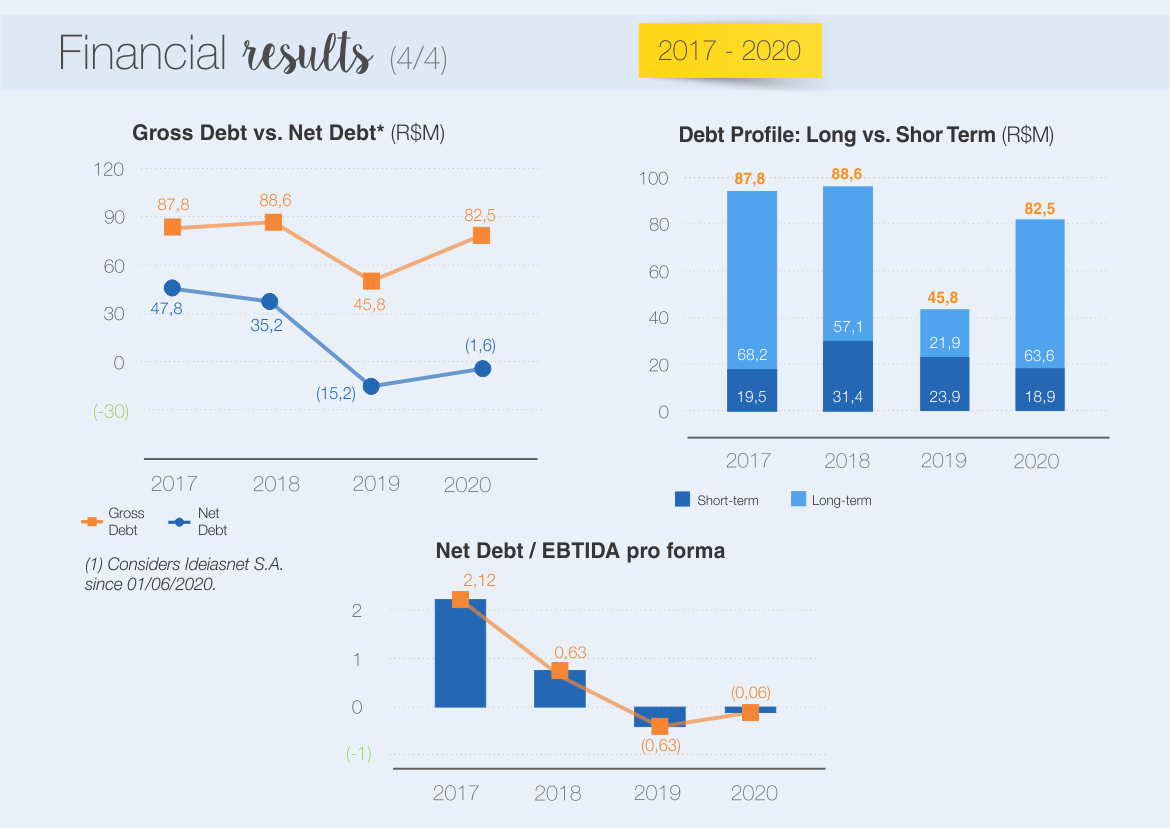 Financial results (4/4)
2017 - 2020
Gross Debt vs. Net Debt* (R$M)
120
90
60
30
0
(-30)
87,8
88,6
45,8
82,5
47,8
35,2
(15,2)
(1,6)
2017 2018 2019 2020
Gross
Debt
Net
Debt
(1) Considers Ideiasnet S.A.
since 01/06/2020.
Debt Profile: Long vs. Shor Term (R$M)
100
80
60
40
20
0
87,8
88,6
45,8
82,5
68,2
57,1
21,9
63,6
19,5
31,4
23,9
18,9
2017 2018 2019 2020
Short-term
Long-term
Net Debt / EBTIDA pro forma
2
1
0
(-1)
2,12
0,63
(0,63)
(0,06)
2017 2018 2019 2020